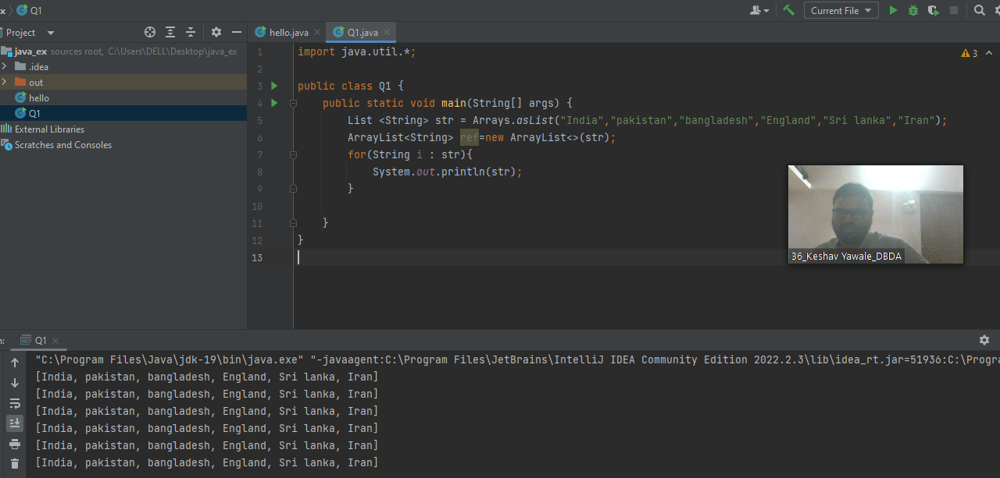 x Q1
Current File
Project
hello.java
Q1.java
java_ex sources root, C:\Users\DELL\Desktop\java_ex
.idea
out
hello
Q1
External Libraries
Scratches and Consoles
3
1 import java.util.*;
2
3 public class Q1 {
4 public static void main(String[] args) {
5 List <String> str = Arrays.asList("India","pakistan","bangladesh","England","Sri lanka","Iran");
6 ArrayList<String> ref=new ArrayList<>(str);
7 for(String i : str){
8 System.out.println(str);
9 }
10
11 }
12 }
13
36_Keshav Yawale_DBDA
Q1
"C:\Program Files\Java\jdk-19\bin\java.exe" "-javaagent:C:\Program Files\JetBrains\IntelliJ IDEA Community Edition 2022.2.3\lib\idea_rt.jar=51936:C:\Progra
[India, pakistan, bangladesh, England, Sri lanka, Iran]
[India, pakistan, bangladesh, England, Sri lanka, Iran]
[India, pakistan, bangladesh, England, Sri lanka, Iran]
[India, pakistan, bangladesh, England, Sri lanka, Iran]
[India, pakistan, bangladesh, England, Sri lanka, Iran]
[India, pakistan, bangladesh, England, Sri lanka, Iran]